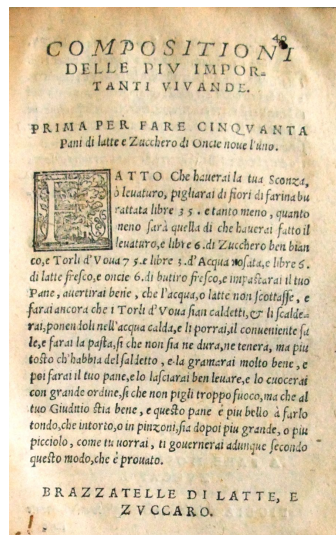 40
COMPOSITIONI
DELLE PIV IMPOR-
TANTI VIVANDE.
PRIMA PER FARE CINQVANTA
Pani di latte e Zucchero di Oncie noue l'uno.
FATTO Che hauerai la tua Sconza,
ò leuaturo, pigliarai di fiori di farina bu
rattata libre 35. e tanto meno, quanto
meno sarà quella di che hauerai fatto il
leuaturo, e libre 6. di Zucchero ben bian
co, e Torli d'Voua 75. e libre 3. d'Acqua rosata, e libre 6.
di latte fresco, e oncie 6. di butiro fresco, e impastarai il tuo
Pane, auertirai bene, che l'acqua, o latte non scottasse, e
farai ancora che i Torli d'Voua sian caldetti, & li scalde
rai, ponendoli nell'acqua calda, e li porrai, il conueniente sa
le, e farai la pasta, sì che non sia ne dura, ne tenera, ma più
tosto ch'habbia del saldetto, e la gramarai molto bene, e
poi farai il tuo pane, e lo lasciarai ben leuare, e lo cuocerai
con grande ordine, sì che non pigli troppo fuoco, ma che al
tuo Giuditio stia bene, e questo pane è piu bello à farlo
tondo, che intorto, o in pinzoni, sia dopoi piu grande, o piu
picciolo, come tu uorrai, ti gouernerai adunque secondo
questo modo, che è prouato.
BRAZZATELLE DI LATTE, E
ZVCCARO.